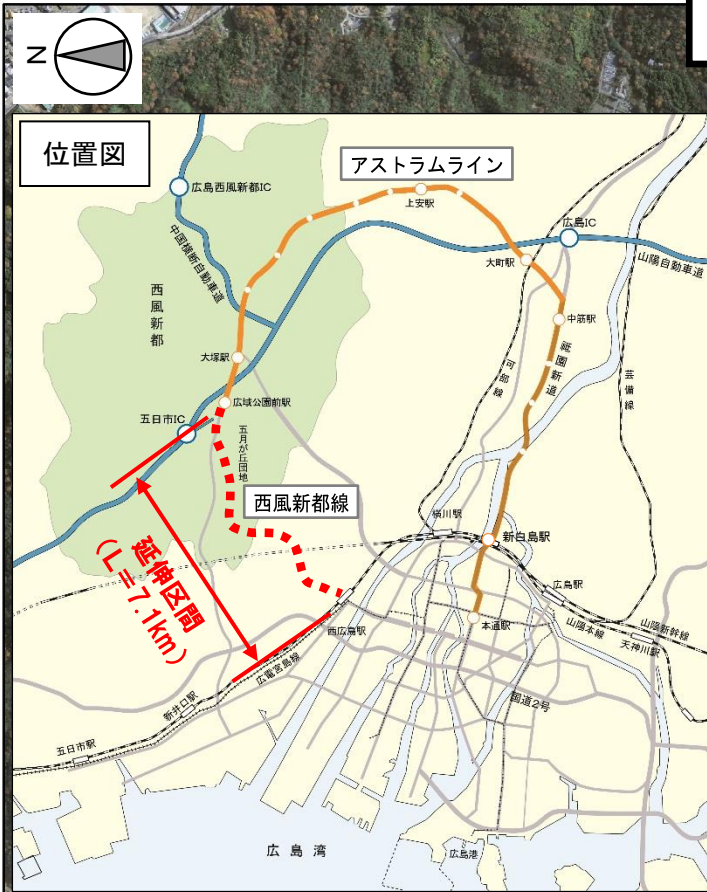 N
位置図
アストラムライン
広島西風新都IC
上安駅
広島IC
中国横断自動車道
大町駅
山陽自動車道
西風新都
中筋駅
祇園新道
可部線
芸備線
大塚駅
広域公園前駅
五日市IC
五月が丘団地
西風新都線
横川駅
新白島駅
延伸区間
(L=7.1km)
広島駅
西広島駅
本通駅
山陽本線
山陽新幹線
天神川駅
広電宮島線
国道2号
新井口駅
五日市駅
広島湾
広島港